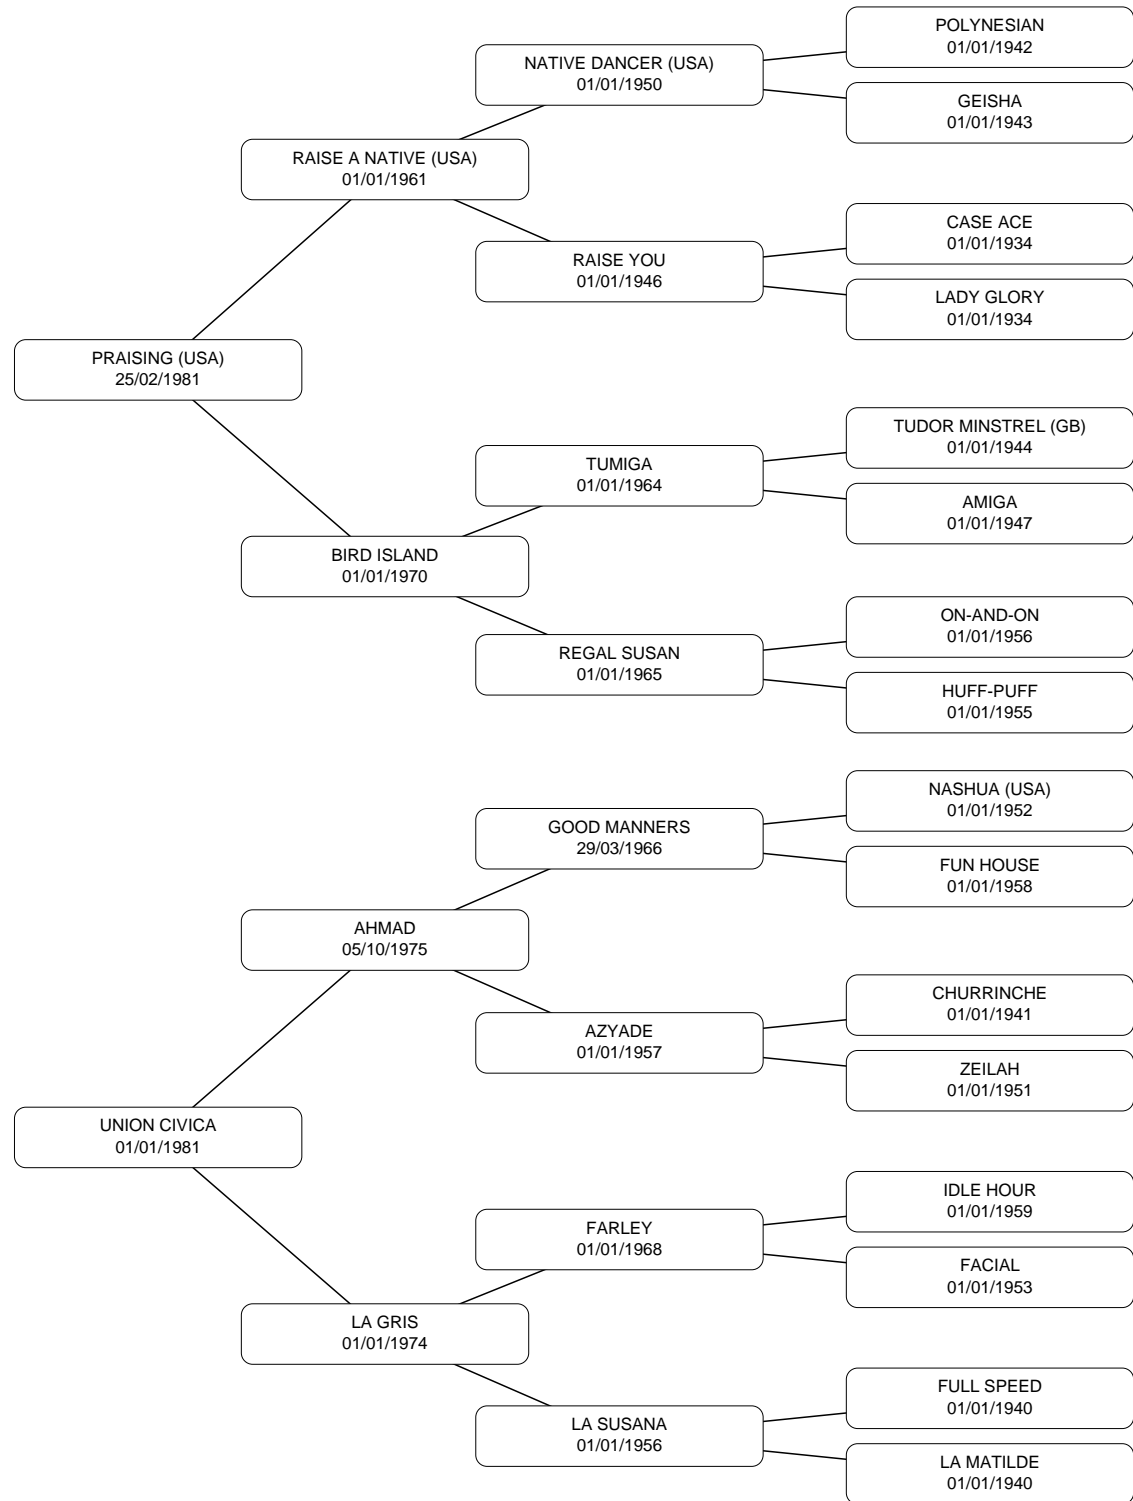 POLYNESIAN
01/01/1942
NATIVE DANCER (USA)
01/01/1950
GEISHA
01/01/1943
RAISE A NATIVE (USA)
01/01/1961
CASE ACE
01/01/1934
RAISE YOU
01/01/1946
LADY GLORY
01/01/1934
PRAISING (USA)
25/02/1981
TUDOR MINSTREL (GB)
01/01/1944
TUMIGA
01/01/1964
AMIGA
01/01/1947
BIRD ISLAND
01/01/1970
ON-AND-ON
01/01/1956
REGAL SUSAN
01/01/1965
HUFF-PUFF
01/01/1955
NASHUA (USA)
01/01/1952
GOOD MANNERS
29/03/1966
FUN HOUSE
01/01/1958
AHMAD
05/10/1975
CHURRINCHE
01/01/1941
AZYADE
01/01/1957
ZEILAH
01/01/1951
UNION CIVICA
01/01/1981
IDLE HOUR
01/01/1959
FARLEY
01/01/1968
FACIAL
01/01/1953
LA GRIS
01/01/1974
FULL SPEED
01/01/1940
LA SUSANA
01/01/1956
LA MATILDE
01/01/1940